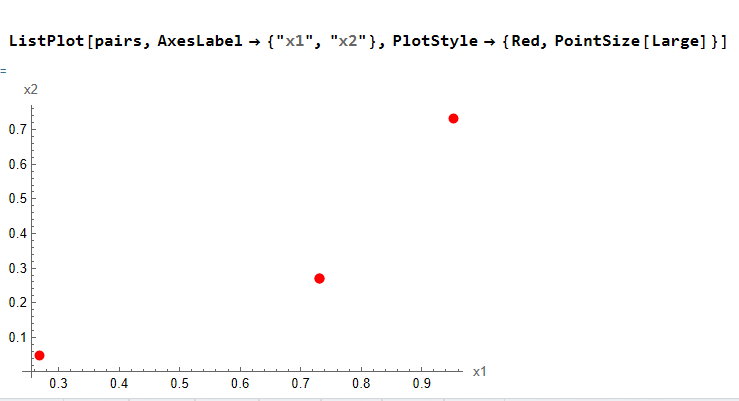 ListPlot[pairs, AxesLabel → {"x1", "x2"}, PlotStyle → {Red, PointSize[Large]}]
=
x2
0.7
0.6
0.5
0.4
0.3
0.2
0.1
x1
0.3 0.4 0.5 0.6 0.7 0.8 0.9